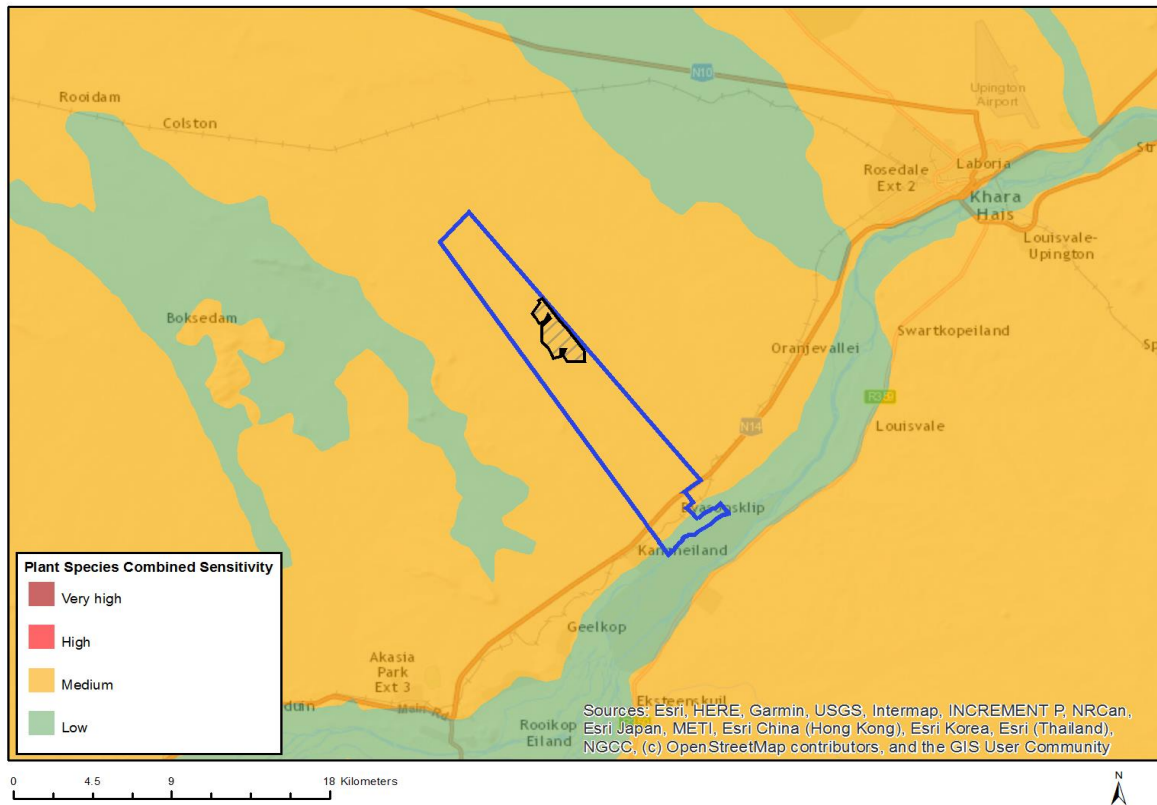 N10
Upington
Airport
Rooidam
Colston
Laboria
Rosedale
Ext 2
Khara
Hais
Louisvale-
Upington
Boksedam
Swartkopeiland
Oranjevallei
R359
N14
Louisvale
Geelkop
Akasia
Park
Ext 3
Main Rd
Eksteenskuil
Rooikop
Eiland
Plant Species Combined Sensitivity
Very high
High
Medium
Low
Sources: Esri, HERE, Garmin, USGS, Intermap, INCREMENT P, NRCan,
Esri Japan, METI, Esri China (Hong Kong), Esri Korea, Esri (Thailand),
NGCC, (c) OpenStreetMap contributors, and the GIS User Community
0 4.5 9 18 Kilometers
N